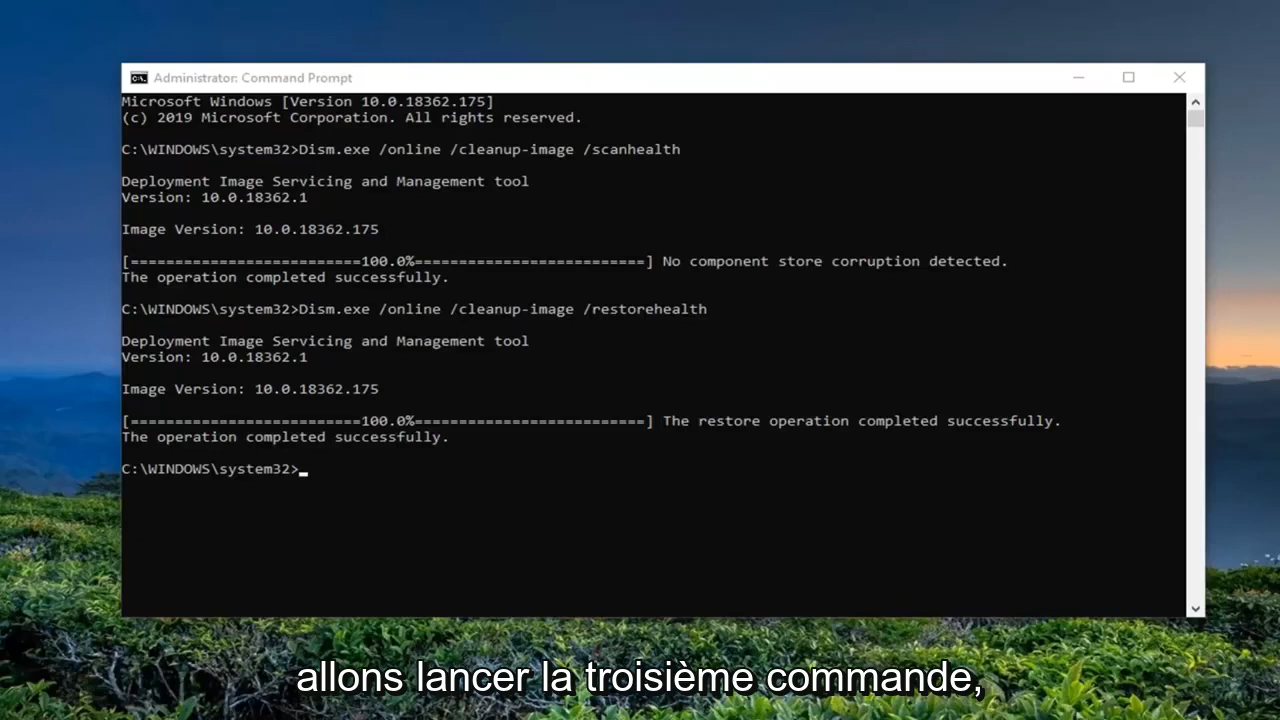 Administrator: Command Prompt
Microsoft Windows [Version 10.0.18362.175]
(c) 2019 Microsoft Corporation. All rights reserved.
C:\WINDOWS\system32>Dism.exe /online /cleanup-image /scanhealth
Deployment Image Servicing and Management tool
Version: 10.0.18362.1
Image Version: 10.0.18362.175
[==========================100.0%==========================] No component store corruption detected.
The operation completed successfully.
C:\WINDOWS\system32>Dism.exe /online /cleanup-image /restorehealth
Deployment Image Servicing and Management tool
Version: 10.0.18362.1
Image Version: 10.0.18362.175
[==========================100.0%==========================] The restore operation completed successfully.
The operation completed successfully.
C:\WINDOWS\system32>_
allons lancer la troisième commande,